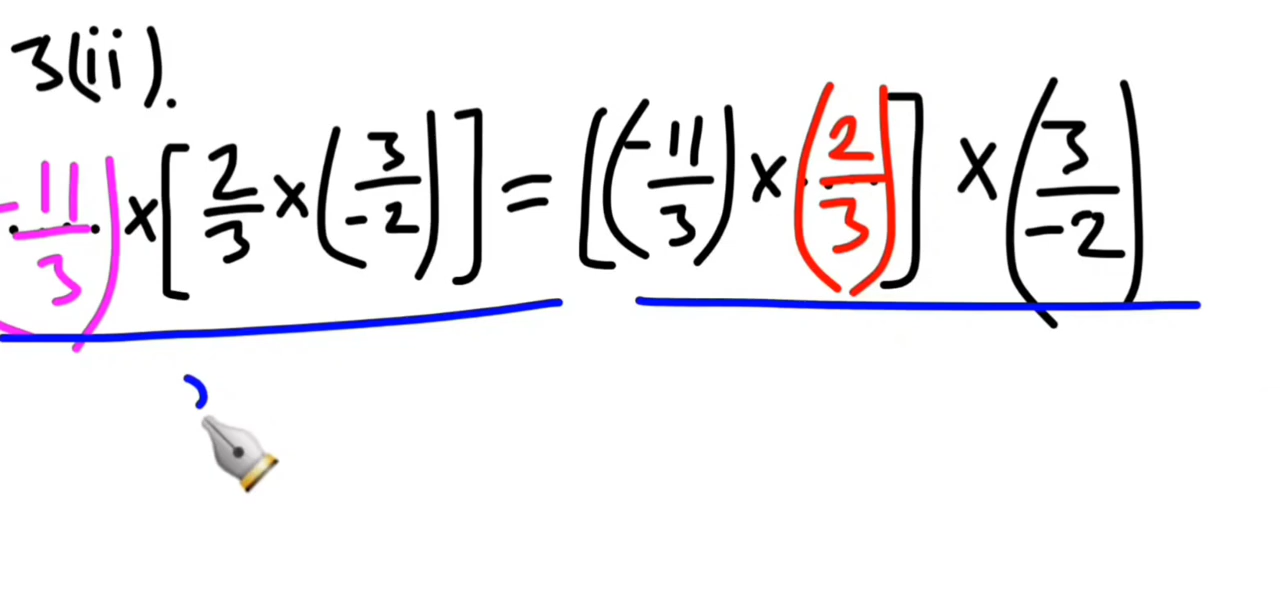 3(ii).
-11/3) × [2/3 × (3/-2)] = [(-11/3) × (2/3)] × (3/-2)